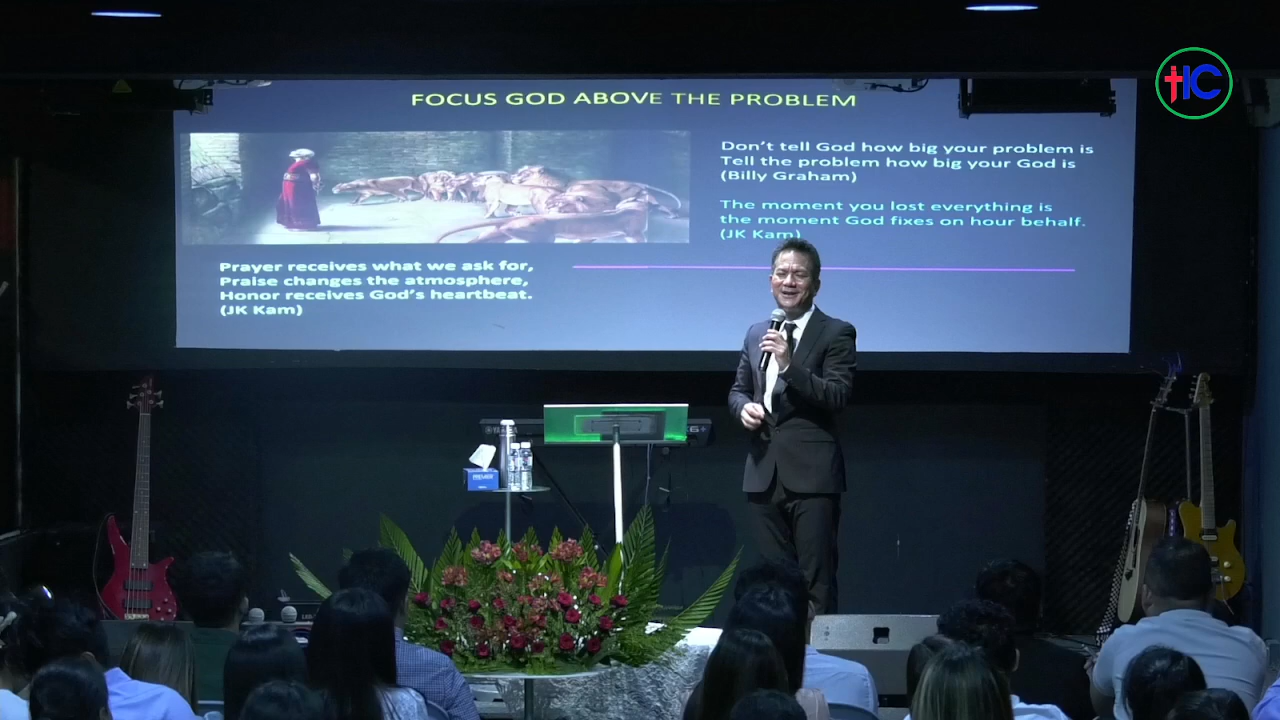 FOCUS GOD ABOVE THE PROBLEM
Don't tell God how big your problem is
Tell the problem how big your God is
(Billy Graham)
The moment you lost everything is
the moment God fixes on hour behalf.
(JK Kam)
Prayer receives what we ask for,
Praise changes the atmosphere,
Honor receives God's heartbeat.
(JK Kam)
IC